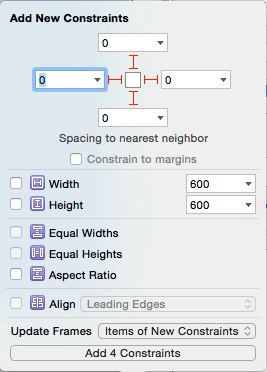 Add New Constraints
0
0 0
0
Spacing to nearest neighbor
Constrain to margins
Width 600
Height 600
Equal Widths
Equal Heights
Aspect Ratio
Align Leading Edges
Update Frames Items of New Constraints
Add 4 Constraints